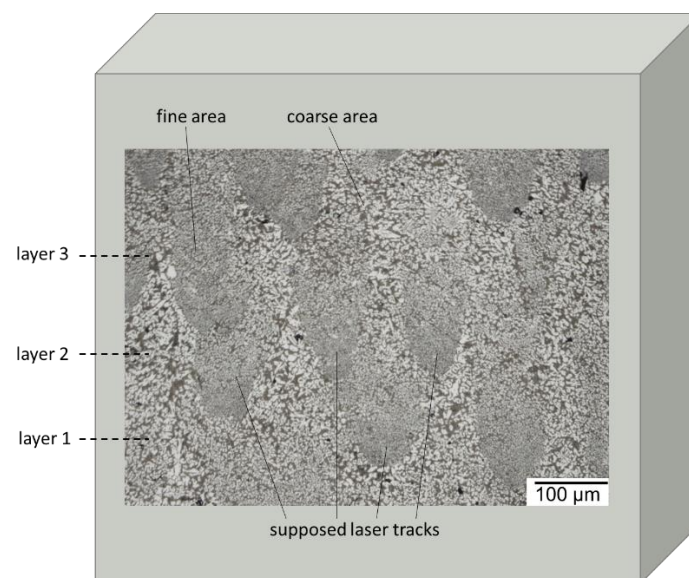 fine area
coarse area
layer 3
layer 2
layer 1
100 µm
supposed laser tracks